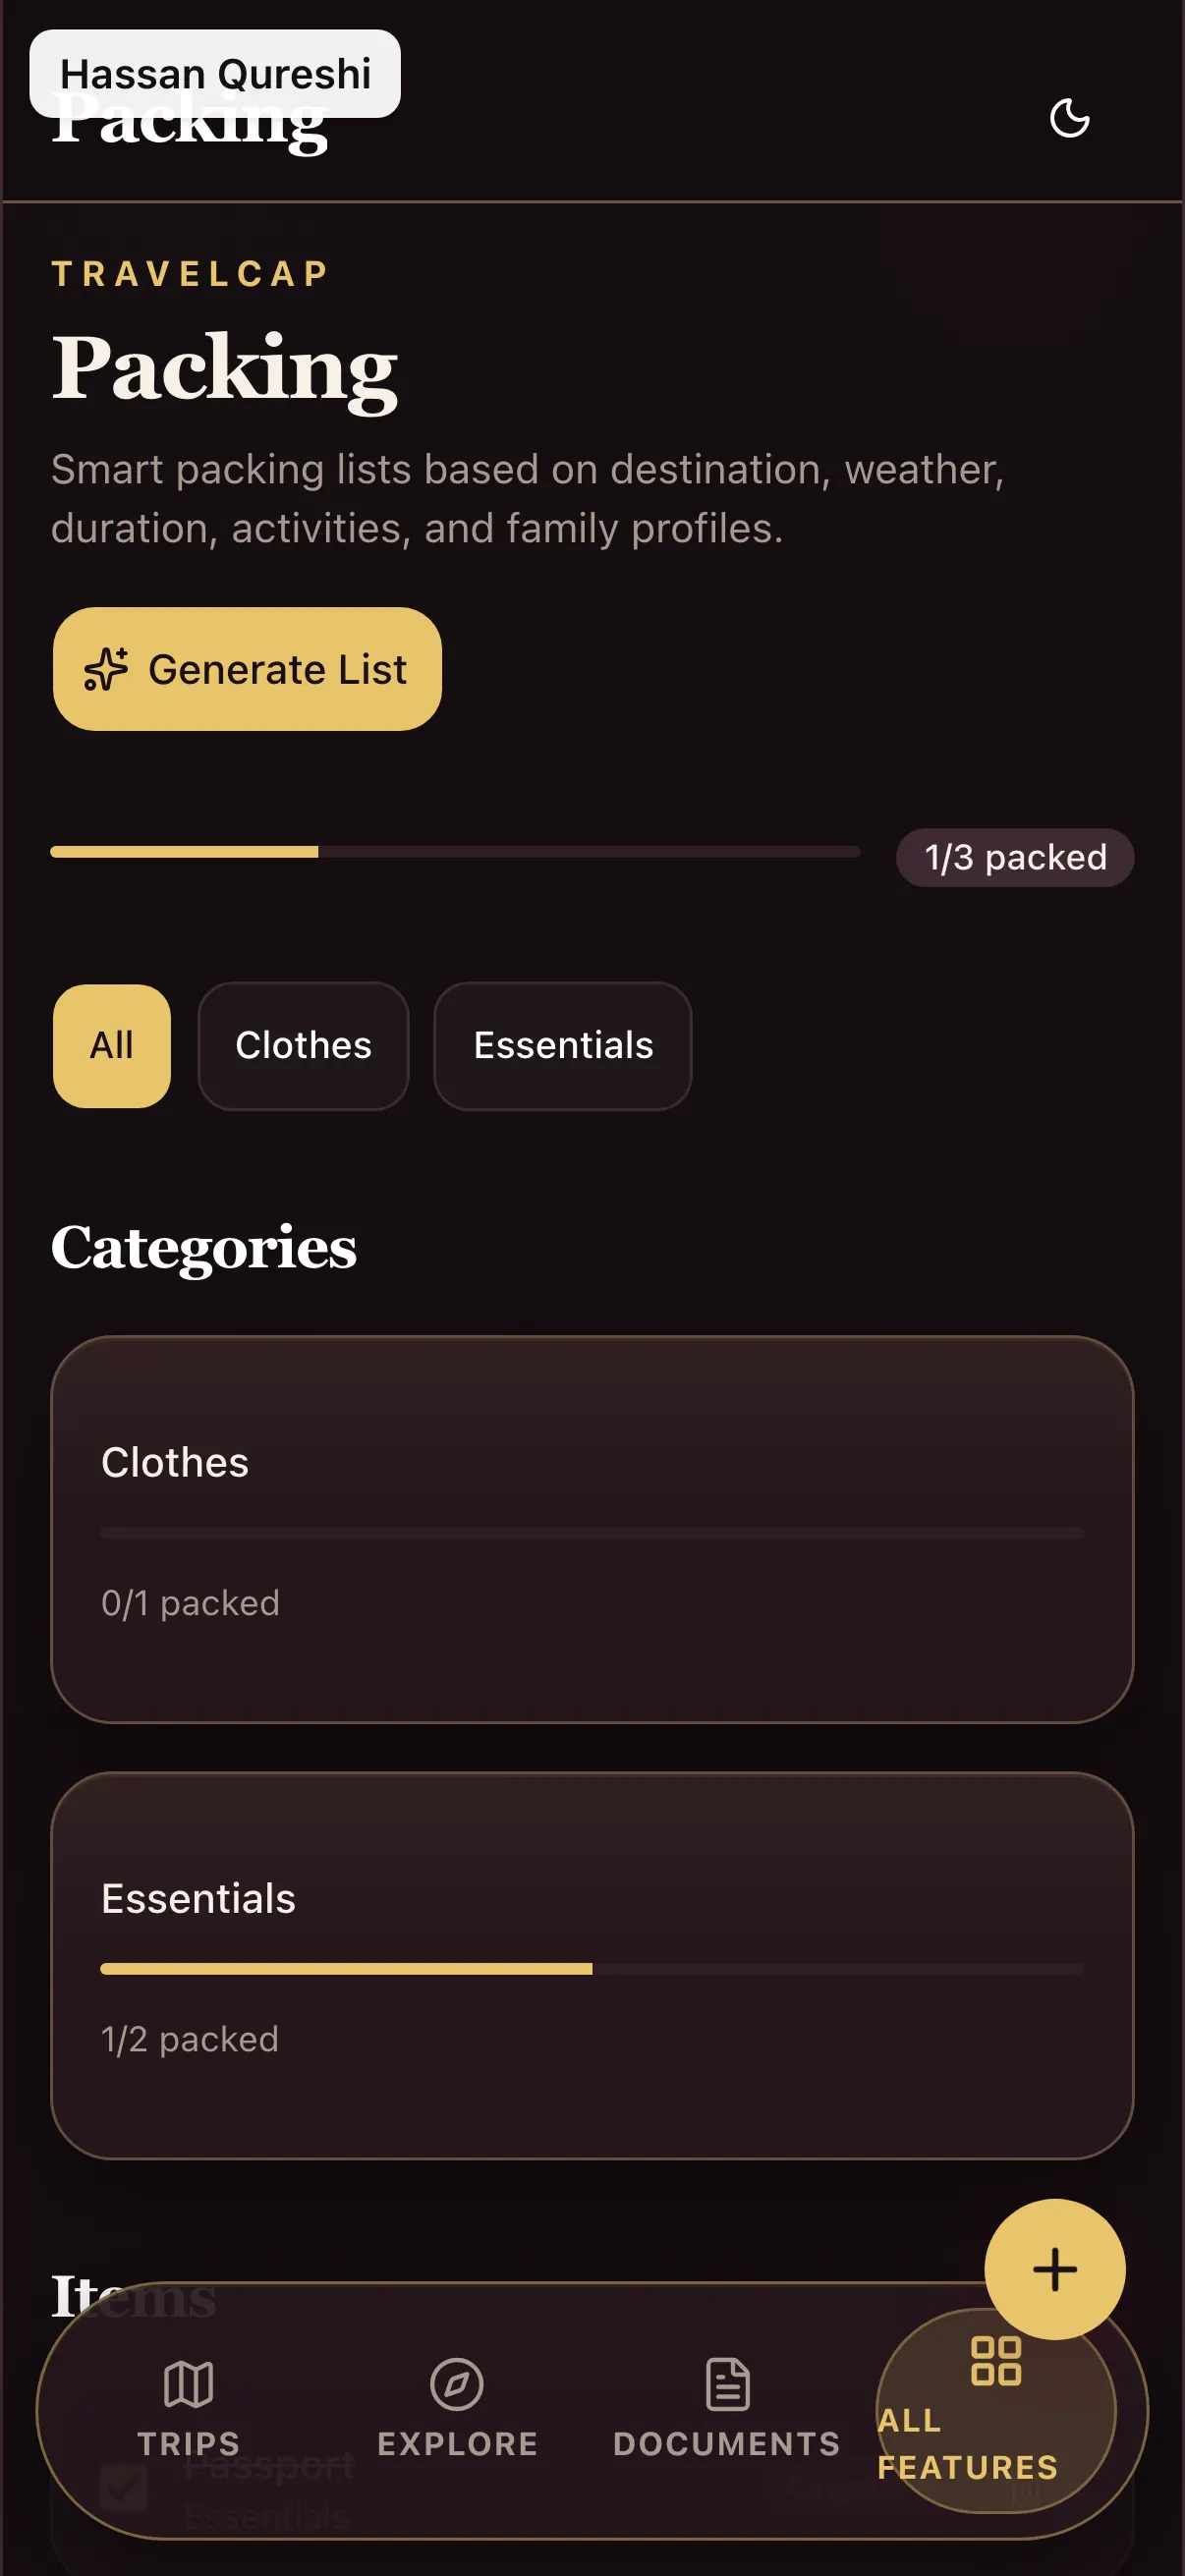 Hassan Qureshi
Packing
TRAVELCAP
Packing
Smart packing lists based on destination, weather,
duration, activities, and family profiles.
Generate List
1/3 packed
All
Clothes
Essentials
Categories
Clothes
0/1 packed
Essentials
1/2 packed
Items
TRIPS
EXPLORE
DOCUMENTS
ALL
FEATURES
Passport
Essentials